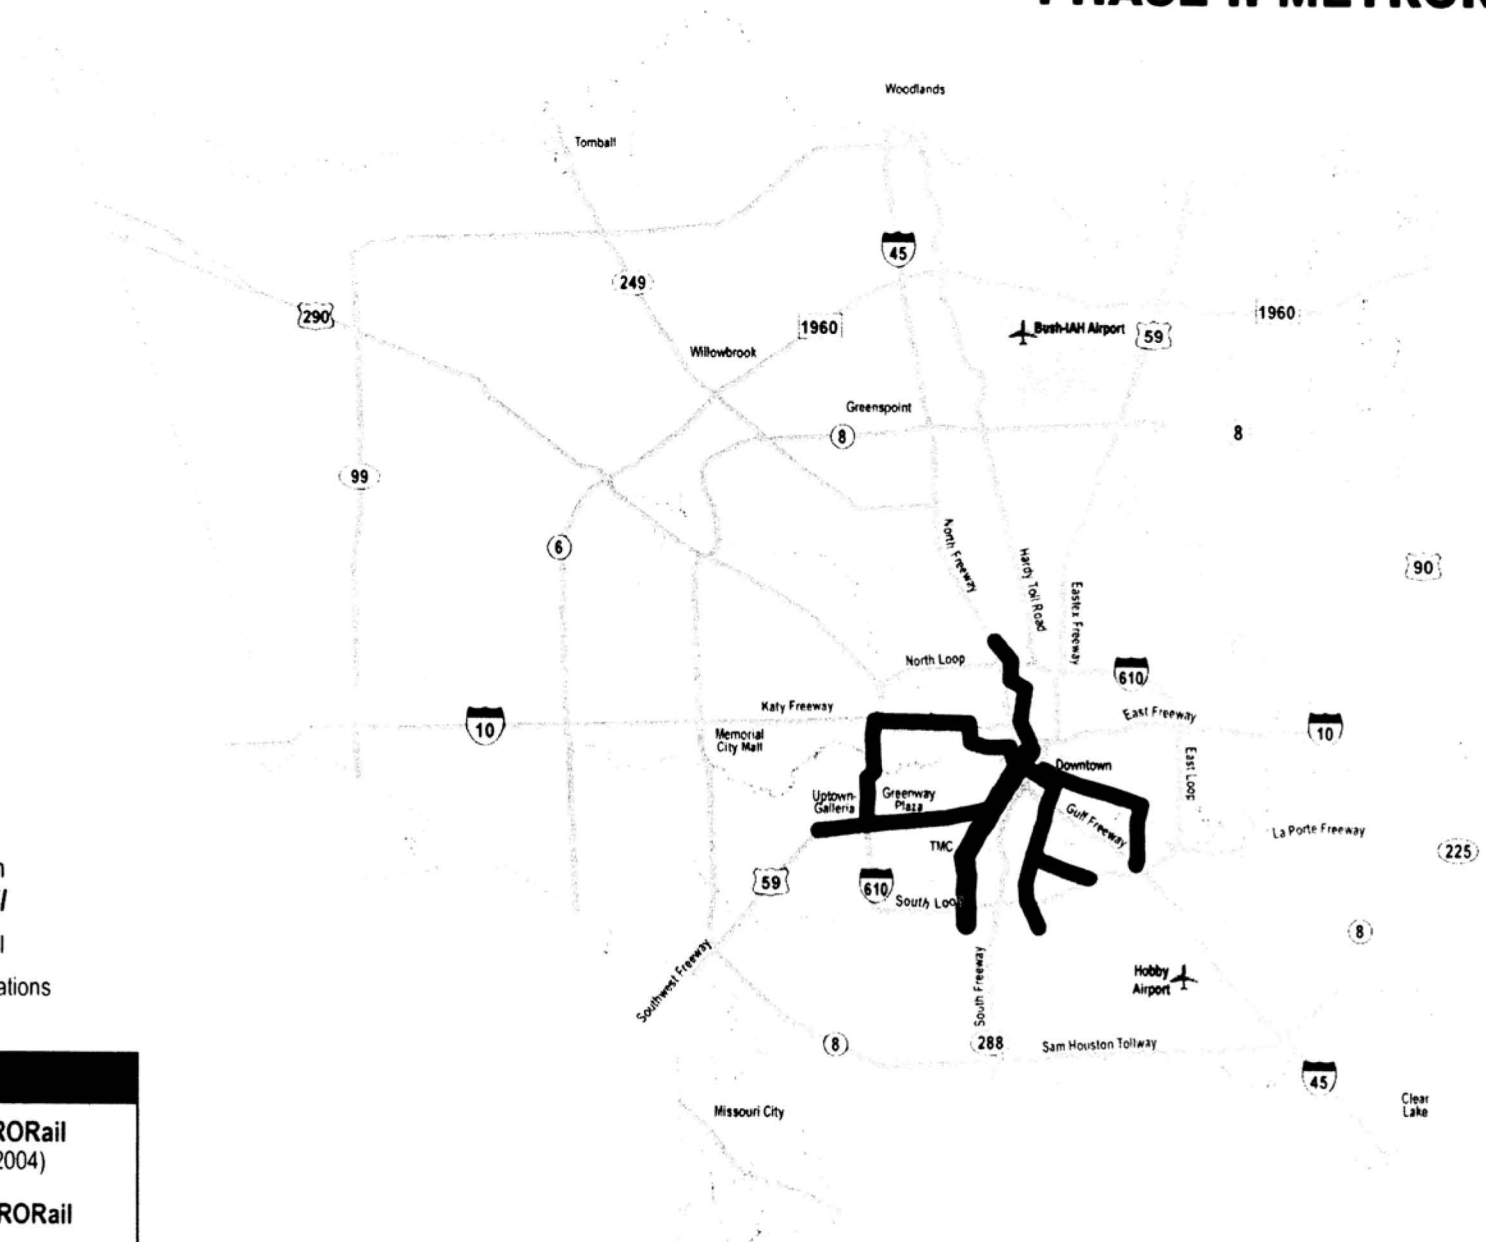 PHASE II METROR
Woodlands
Tomball
45
249
290
1960
1960
Bush-IAH Airport
59
Willowbrook
Greenspoint
8
8
99
North Freeway
6
Hardy Toll Road
90
Eastex Freeway
North Loop
610
Katy Freeway
East Freeway
10
10
Memorial
City Mall
East Loop
Downtown
Uptown-
Galleria
Greenway
Plaza
Gulf Freeway
La Porte Freeway
TMC
225
59
610
South Loop
8
Southwest Freeway
South Freeway
Hobby
Airport
ations
8
288
Sam Houston Tollway
45
Clear
Lake
Missouri City
RORail
2004)
RORail